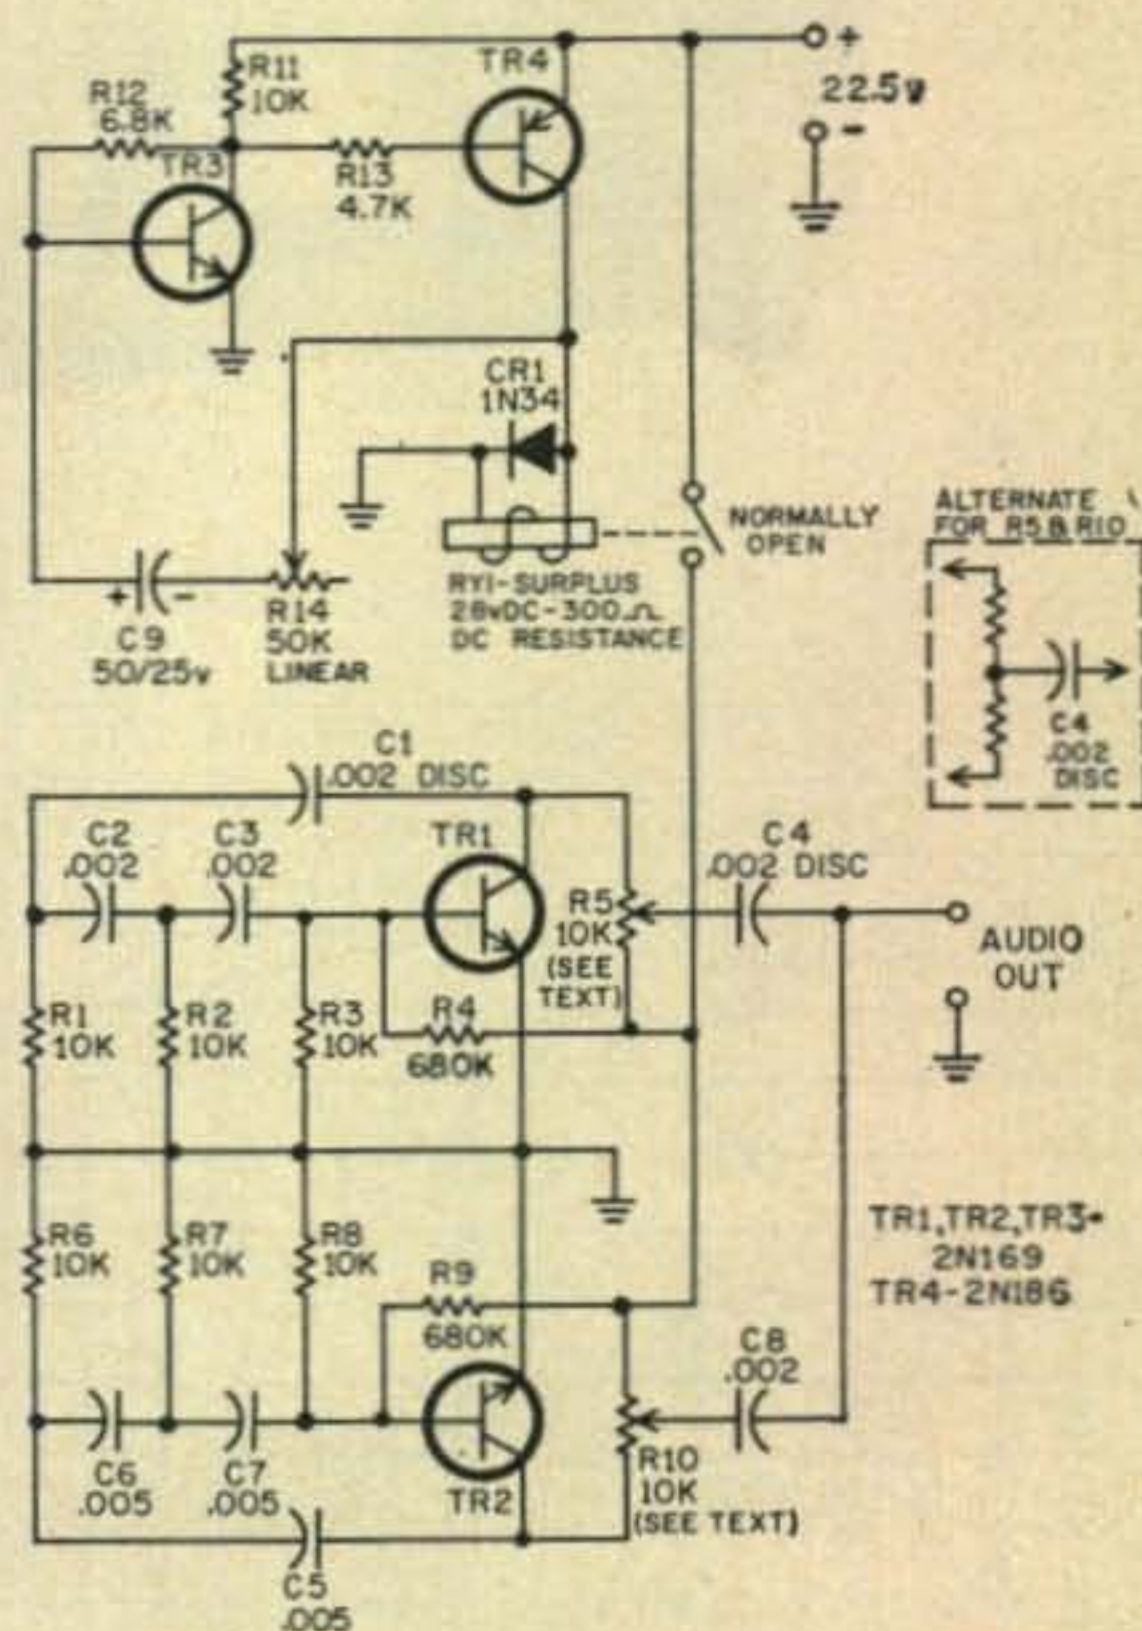 R11
10K
TR4
+
22.5v
-
R12
6.8K
TR3
R13
4.7K
CR1
1N34
NORMALLY
OPEN
ALTERNATE
FOR R5 & R10
C4
.002
DISC
+ -
C9
50/25v
R14
50K
LINEAR
RY1-SURPLUS
28vDC-300Ω
DC RESISTANCE
C1
.002 DISC
C2
.002
C3
.002
TR1
C4
.002 DISC
R5
10K
(SEE
TEXT)
AUDIO
OUT
R1
10K
R2
10K
R3
10K
R4
680K
R6
10K
R7
10K
R8
10K
R9
680K
TR1,TR2,TR3-
2N169
TR4-2N186
C8
.002
C6
.005
C7
.005
TR2
R10
10K
(SEE TEXT)
C5
.005